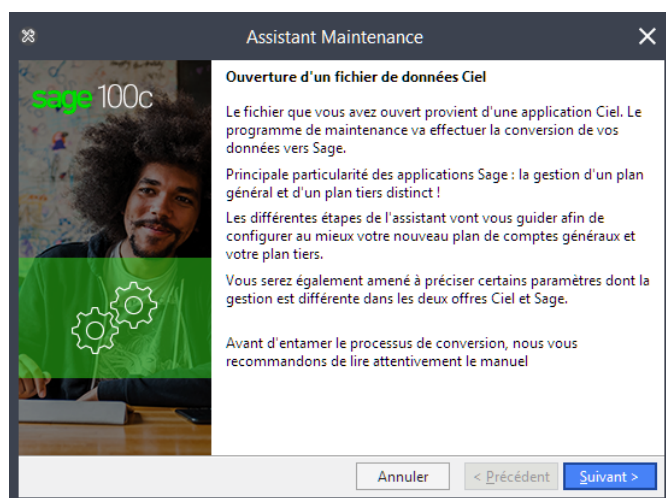 Assistant Maintenance
sage 100c
Ouverture d'un fichier de données Ciel
Le fichier que vous avez ouvert provient d'une application Ciel. Le
programme de maintenance va effectuer la conversion de vos
données vers Sage.
Principale particularité des applications Sage : la gestion d'un plan
général et d'un plan tiers distinct !
Les différentes étapes de l'assistant vont vous guider afin de
configurer au mieux votre nouveau plan de comptes généraux et
votre plan tiers.
Vous serez également amené à préciser certains paramètres dont la
gestion est différente dans les deux offres Ciel et Sage.
Avant d'entamer le processus de conversion, nous vous
recommandons de lire attentivement le manuel
Annuler
< Précédent
Suivant >